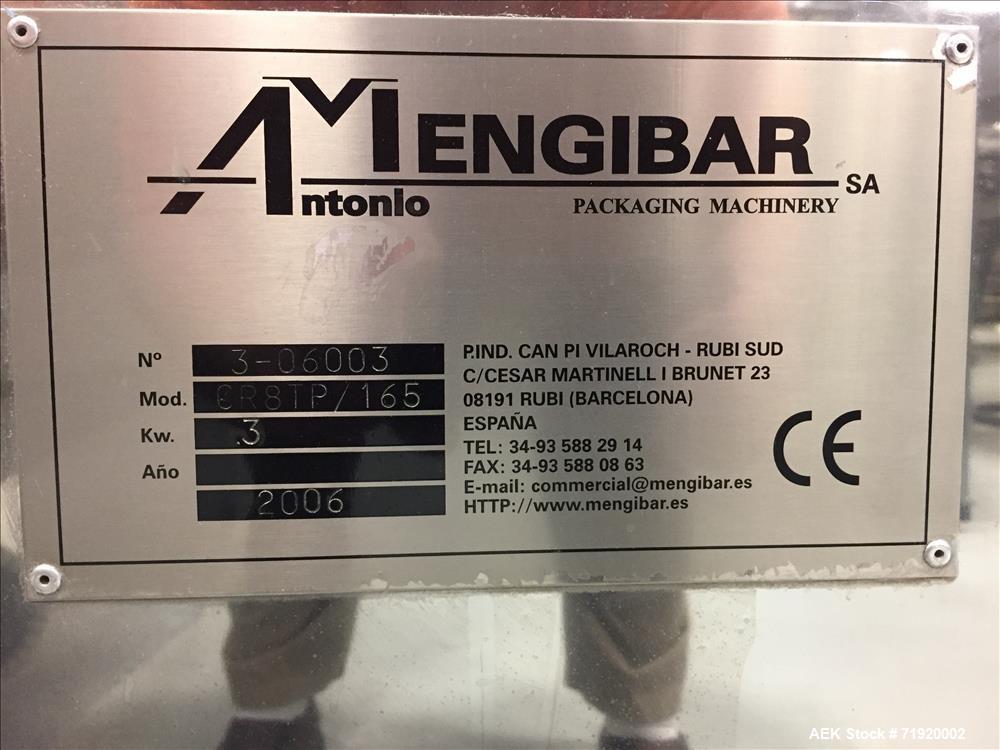 MENGIBAR
Antonio
PACKAGING MACHINERY SA
Nº 3-06003
Mod. CR8TP/165
Kw. .3
Año
2006
P.IND. CAN PI VILAROCH - RUBI SUD
C/CESAR MARTINELL I BRUNET 23
08191 RUBI (BARCELONA)
ESPAÑA
TEL: 34-93 588 29 14
FAX: 34-93 588 08 63
E-mail: commercial@mengibar.es
HTTP://www.mengibar.es
CE
AEK Stock # 71920002